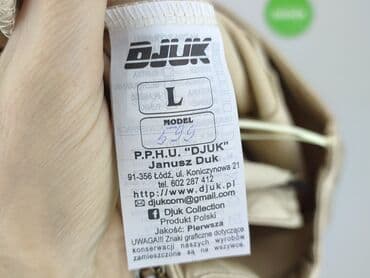 DJUK
L
MODEL
599
P.P.H.U. "DJUK"
Janusz Duk
91-356 Łódź, ul. Koniczynowa 21
tel. 602 287 412
http://www.djuk.pl
djukcom@gmail.com
Djuk Collection
Produkt Polski
Jakość: Pierwsza
UWAGA!!! Znaki graficzne dotyczące
konserwacji naszych wyrobów
zamieszczone są na